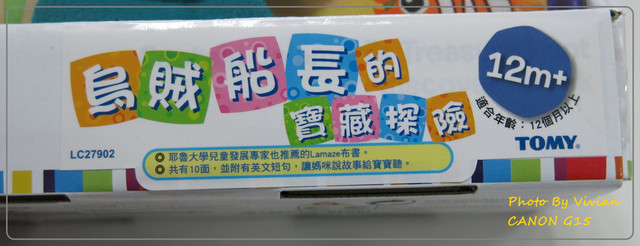 烏賊船長的
寶藏探險
12m+
適合年齡：12個月以上
TOMY
LC27902
◎ 耶魯大學兒童發展專家也推薦的Lamaze布書。
◎ 共有10面，並附有英文短句，讓媽咪說故事給寶寶聽。
Photo By Vivian
CANON G15